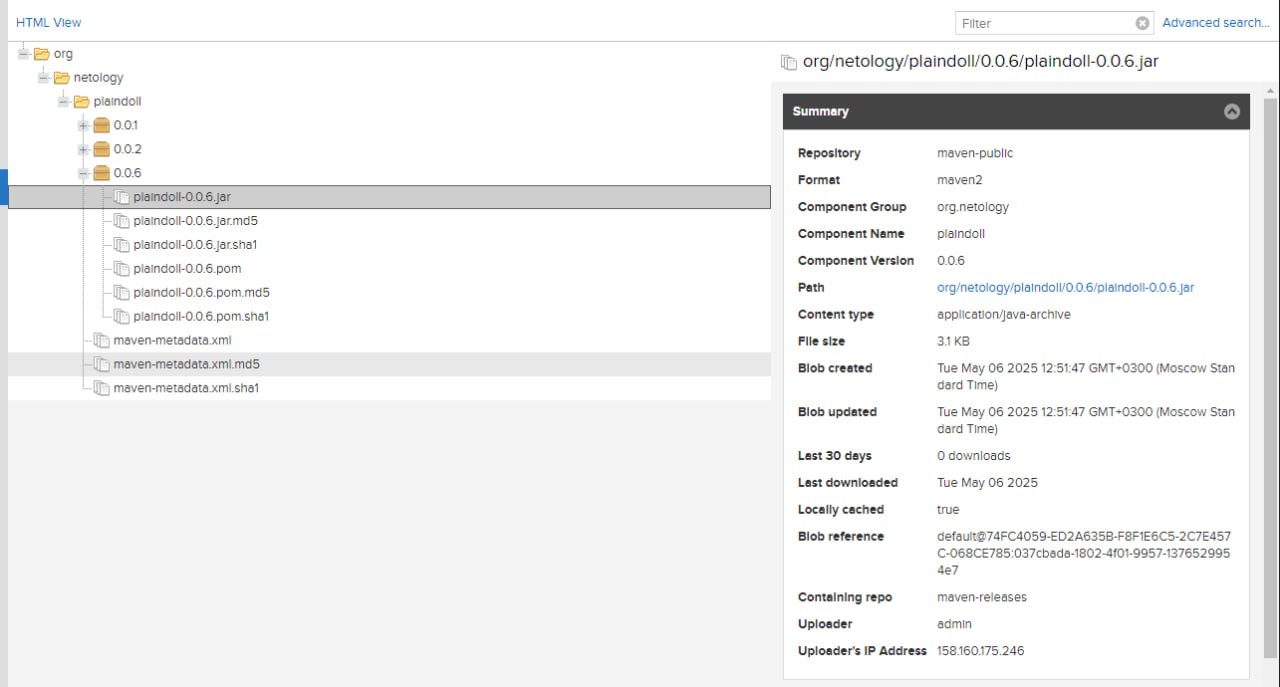 HTML View
Filter
Advanced search...
org
netology
plaindoll
0.0.1
0.0.2
0.0.6
plaindoll-0.0.6.jar
plaindoll-0.0.6.jar.md5
plaindoll-0.0.6.jar.sha1
plaindoll-0.0.6.pom
plaindoll-0.0.6.pom.md5
plaindoll-0.0.6.pom.sha1
maven-metadata.xml
maven-metadata.xml.md5
maven-metadata.xml.sha1
org/netology/plaindoll/0.0.6/plaindoll-0.0.6.jar
Summary
Repository maven-public
Format maven2
Component Group org.netology
Component Name plaindoll
Component Version 0.0.6
Path org/netology/plaindoll/0.0.6/plaindoll-0.0.6.jar
Content type application/java-archive
File size 3.1 KB
Blob created Tue May 06 2025 12:51:47 GMT+0300 (Moscow Stan
dard Time)
Blob updated Tue May 06 2025 12:51:47 GMT+0300 (Moscow Stan
dard Time)
Last 30 days 0 downloads
Last downloaded Tue May 06 2025
Locally cached true
Blob reference default@74FC4059-ED2A635B-F8F1E6C5-2C7E457
C-068CE785:037cbada-1802-4f01-9957-137652995
4e7
Containing repo maven-releases
Uploader admin
Uploader's IP Address 158.160.175.246